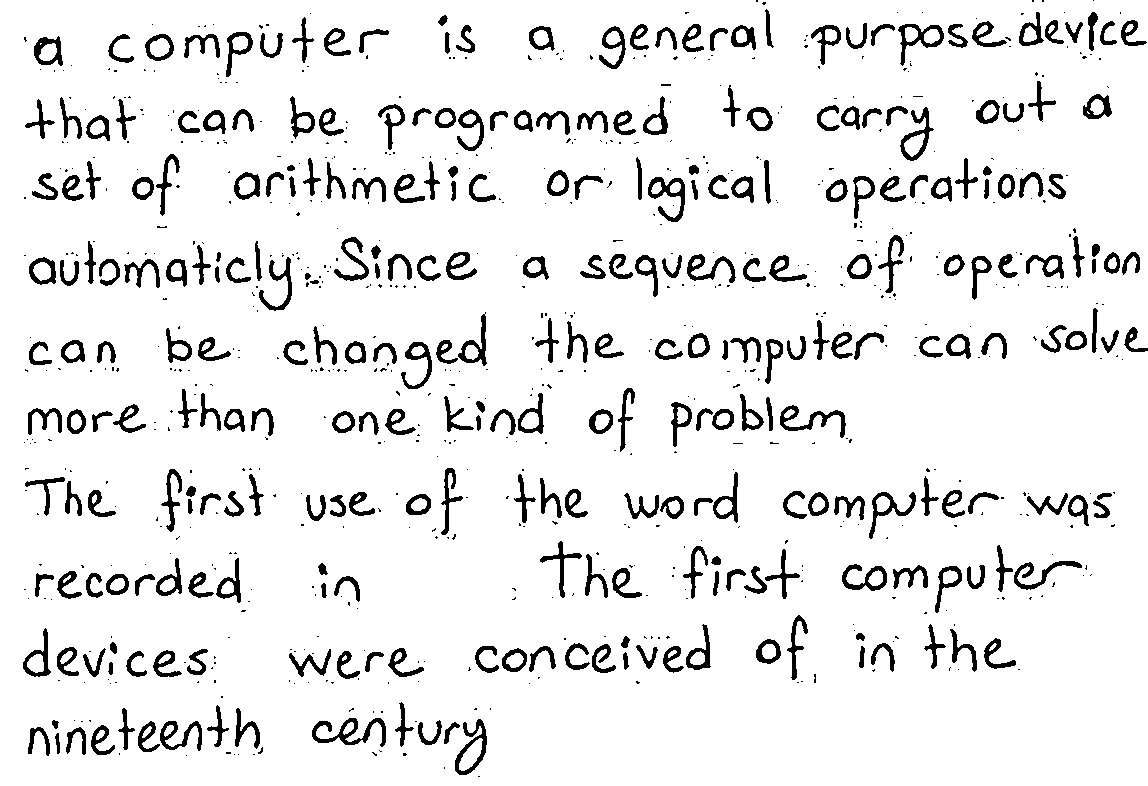 a computer is a general purpose device
that can be programmed to carry out a
set of arithmetic or logical operations
automaticly. Since a sequence of operation
can be changed the computer can solve
more than one kind of problem
The first use of the word computer was
recorded in The first computer
devices were conceived of in the
nineteenth century